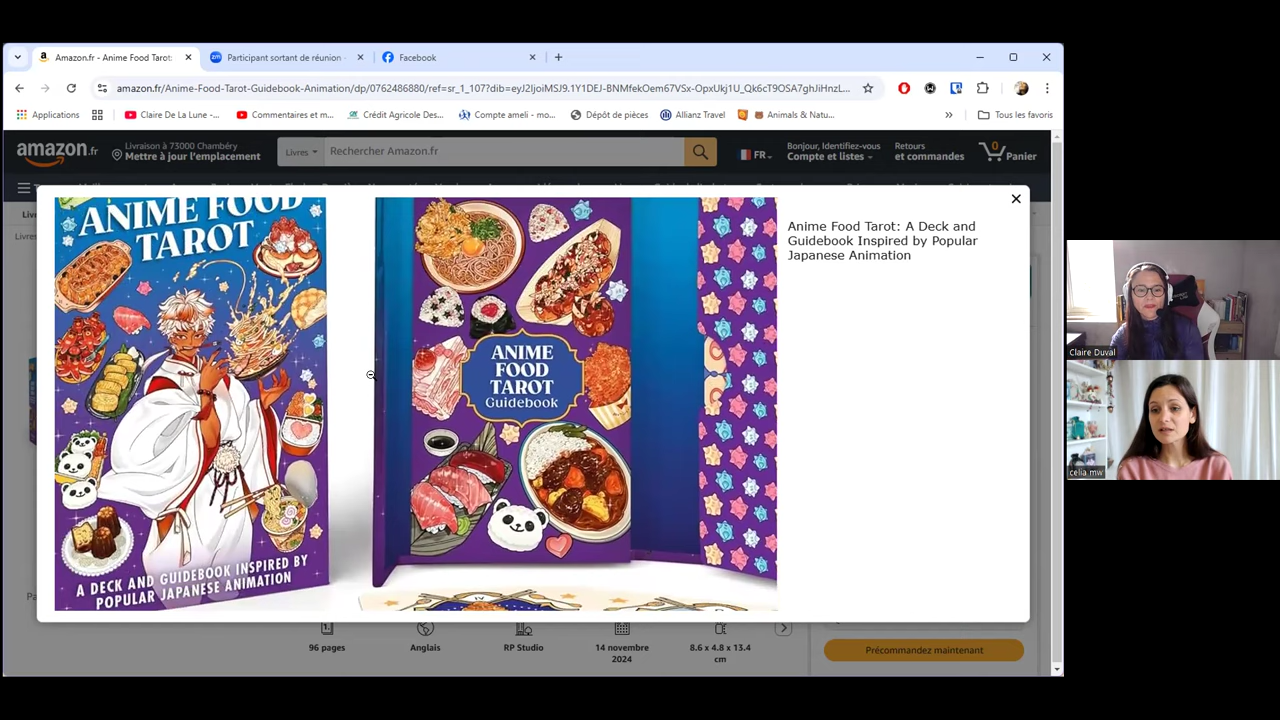 Amazon.fr - Anime Food Tarot:
Participant sortant de réunion -
Facebook
amazon.fr/Anime-Food-Tarot-Guidebook-Animation/dp/0762486880/ref=sr_1_107?dib=
Applications
Claire De La Lune -...
Commentaires et m...
Crédit Agricole Des...
Compte ameli - mo...
Dépôt de pièces
Allianz Travel
Animals & Natu...
Tous les favoris
amazon.fr
Livraison à 73000 Chambéry
Mettre à jour l'emplacement
Livres
Rechercher Amazon.fr
FR
Bonjour, Identifiez-vous
Compte et listes
Retours
et commandes
0
Panier
ANIME FOOD
TAROT
A DECK AND GUIDEBOOK INSPIRED BY
POPULAR JAPANESE ANIMATION
ANIME
FOOD
TAROT
Guidebook
Anime Food Tarot: A Deck and
Guidebook Inspired by Popular
Japanese Animation
Claire Duval
celia mw
96 pages
Anglais
RP Studio
14 novembre
2024
8.6 x 4.8 x 13.4
cm
Précommandez maintenant